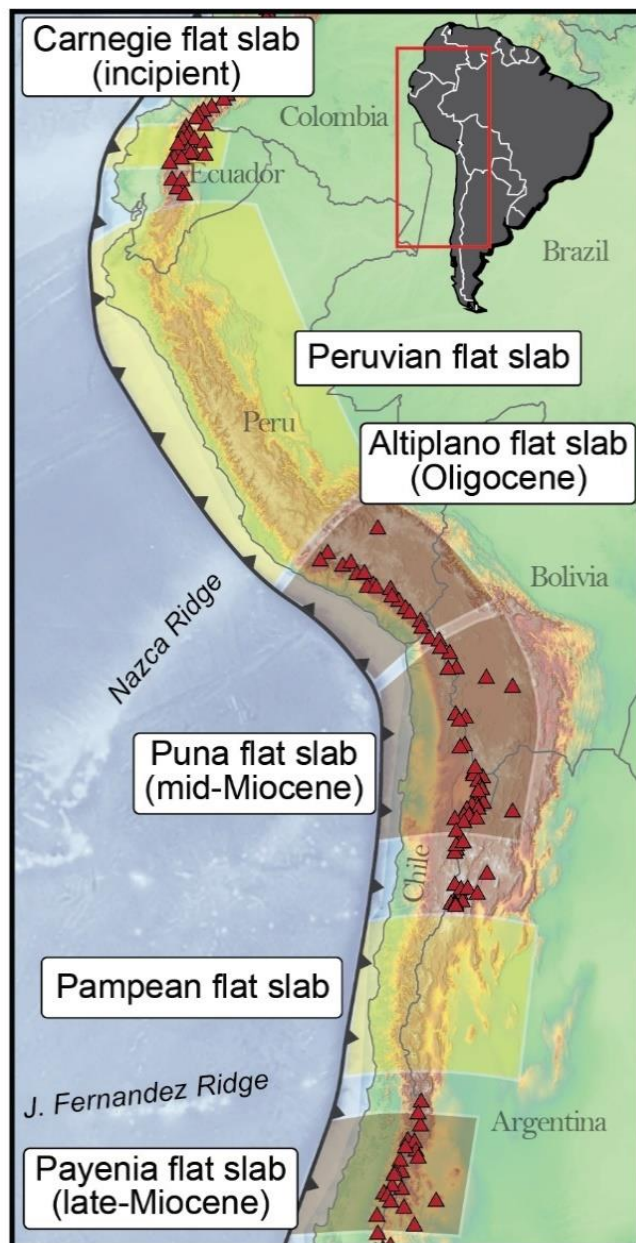 Carnegie flat slab
(incipient)
Colombia
Ecuador
Brazil
Peruvian flat slab
Peru
Altiplano flat slab
(Oligocene)
Bolivia
Nazca Ridge
Puna flat slab
(mid-Miocene)
Chile
Pampean flat slab
J. Fernandez Ridge
Argentina
Payenia flat slab
(late-Miocene)